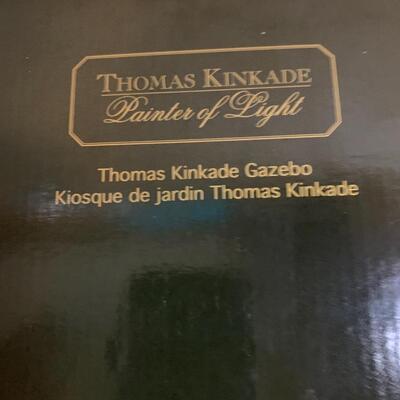 THOMAS KINKADE
Painter of Light
Thomas Kinkade Gazebo
Kiosque de jardin Thomas Kinkade